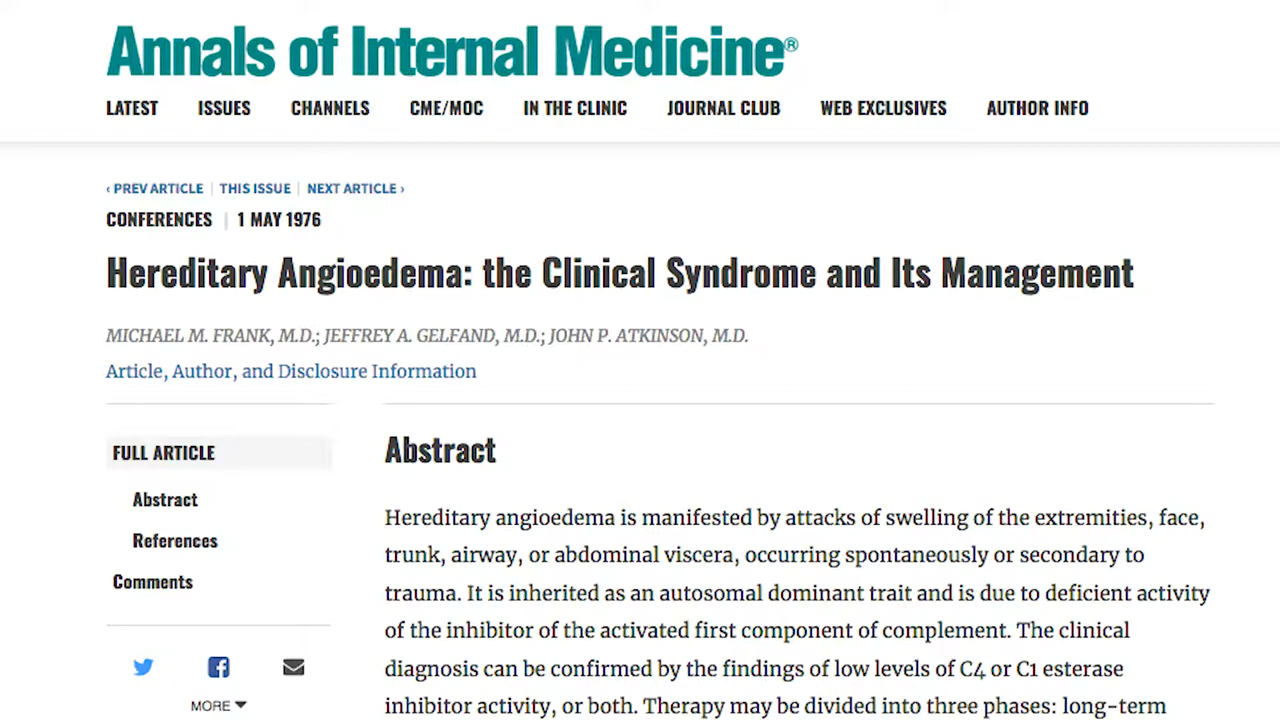 Annals of Internal Medicine®
LATEST ISSUES CHANNELS CME/MOC IN THE CLINIC JOURNAL CLUB WEB EXCLUSIVES AUTHOR INFO
‹ PREV ARTICLE | THIS ISSUE | NEXT ARTICLE ›
CONFERENCES | 1 MAY 1976
Hereditary Angioedema: the Clinical Syndrome and Its Management
MICHAEL M. FRANK, M.D.; JEFFREY A. GELFAND, M.D.; JOHN P. ATKINSON, M.D.
Article, Author, and Disclosure Information
FULL ARTICLE
Abstract
References
Comments
MORE
Abstract
Hereditary angioedema is manifested by attacks of swelling of the extremities, face,
trunk, airway, or abdominal viscera, occurring spontaneously or secondary to
trauma. It is inherited as an autosomal dominant trait and is due to deficient activity
of the inhibitor of the activated first component of complement. The clinical
diagnosis can be confirmed by the findings of low levels of C4 or C1 esterase
inhibitor activity, or both. Therapy may be divided into three phases: long-term